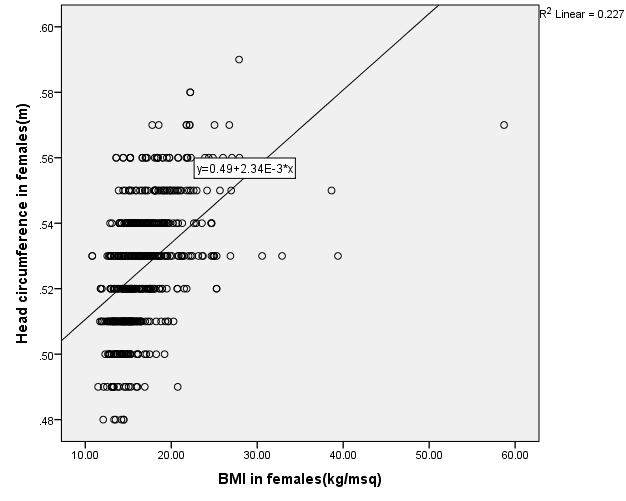 R² Linear = 0.227
.60
.58
.56
.54
.52
.50
.48
Head circumference in females(m)
y=0.49+2.34E-3*x
10.00 20.00 30.00 40.00 50.00 60.00
BMI in females(kg/msq)